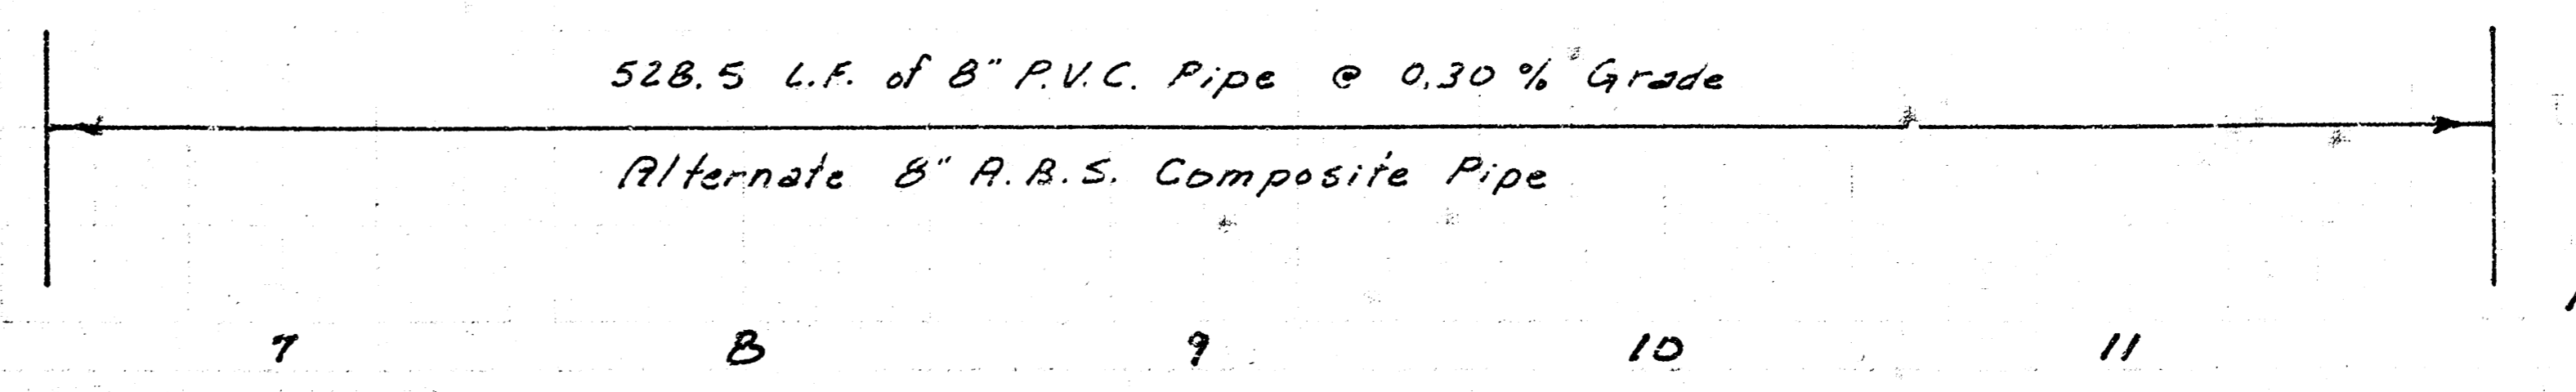 528.5 L.F. of 8" P.V.C. Pipe @ 0.30 % Grade
Alternate 8" A.B.S. Composite Pipe
7 8 9 10 11